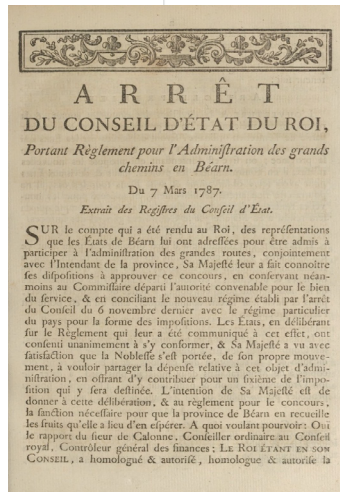 ARRÊT
DU CONSEIL D'ÉTAT DU ROI,
Portant Règlement pour l'Adminiſtration des grands
chemins en Béarn.
Du 7 Mars 1787.
Extrait des Regiſtres du Conſeil d'État.
SUR le compte qui a été rendu au Roi, des repréſentations
que les États de Béarn lui ont adreſſées pour être admis à
participer à l'adminiſtration des grandes routes, conjointement
avec l'Intendant de la province, Sa Majeſté leur a fait connoître
ſes diſpoſitions à approuver ce concours, en conſervant néan-
moins au Commiſſaire départi l'autorité convenable pour le bien
du ſervice, & en conciliant le nouveau régime établi par l'arrêt
du Conſeil du 6 novembre dernier avec le régime particulier
du pays pour la forme des impoſitions. Les États, en délibérant
ſur le Règlement qui leur a été communiqué à cet effet, ont
conſenti unanimement à s'y conformer, & Sa Majeſté a vu avec
ſatisfaction que la Nobleſſe s'eſt portée, de ſon propre mouve-
ment, à vouloir partager la dépenſe relative à cet objet d'admi-
niſtration, en offrant d'y contribuer pour un ſixième de l'impo-
ſition qui y ſera deſtinée. L'intention de Sa Majeſté eſt de
donner à cette délibération, & au règlement pour le concours,
la ſanction néceſſaire pour que la province de Béarn en recueille
les fruits qu'elle a lieu d'en eſpérer. A quoi voulant pourvoir : Oui
le rapport du ſieur de Calonne, Conſeiller ordinaire au Conſeil
royal, Contrôleur général des finances ; LE ROI ÉTANT EN SON
CONSEIL, a homologué & autoriſé, homologue & autoriſe la